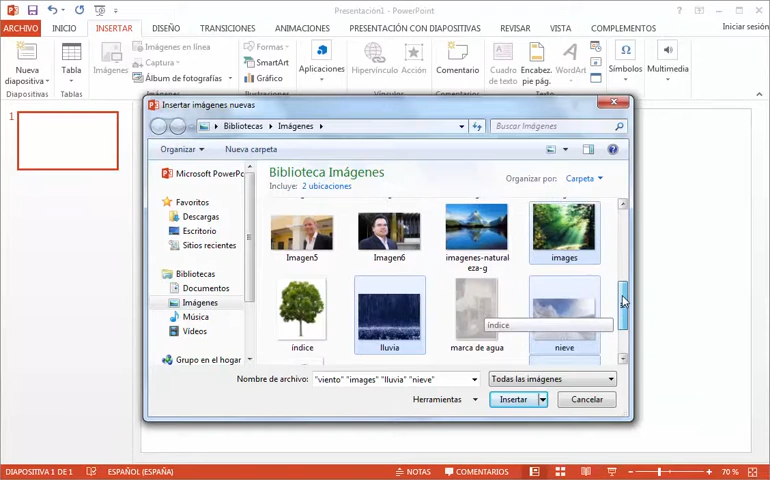 Presentación1 - PowerPoint
ARCHIVO INICIO INSERTAR DISEÑO TRANSICIONES ANIMACIONES PRESENTACIÓN CON DIAPOSITIVAS REVISAR VISTA COMPLEMENTOS Iniciar sesión
Nueva diapositiva
Tabla
Imágenes
Imágenes en línea
Captura
Álbum de fotografías
Formas
SmartArt
Gráfico
Aplicaciones
Hipervínculo
Acción
Comentario
Cuadro de texto
Encabez. pie pág.
WordArt
Símbolos
Multimedia
Diapositivas Tablas Imágenes Ilustraciones Vínculos Comentarios Texto
1
Insertar imágenes nuevas
Bibliotecas Imágenes
Buscar Imágenes
Organizar Nueva carpeta
Microsoft PowerPo
Favoritos
Descargas
Escritorio
Sitios recientes
Bibliotecas
Documentos
Imágenes
Música
Vídeos
Grupo en el hogar
Biblioteca Imágenes
Incluye: 2 ubicaciones
Organizar por: Carpeta
Imagen5 Imagen6 imagenes-natural images
eza-g
índice lluvia marca de agua nieve
índice
Nombre de archivo: "viento" "images" "lluvia" "nieve" Todas las imágenes
Herramientas Insertar Cancelar
DIAPOSITIVA 1 DE 1 ESPAÑOL (ESPAÑA) NOTAS COMENTARIOS 70 %